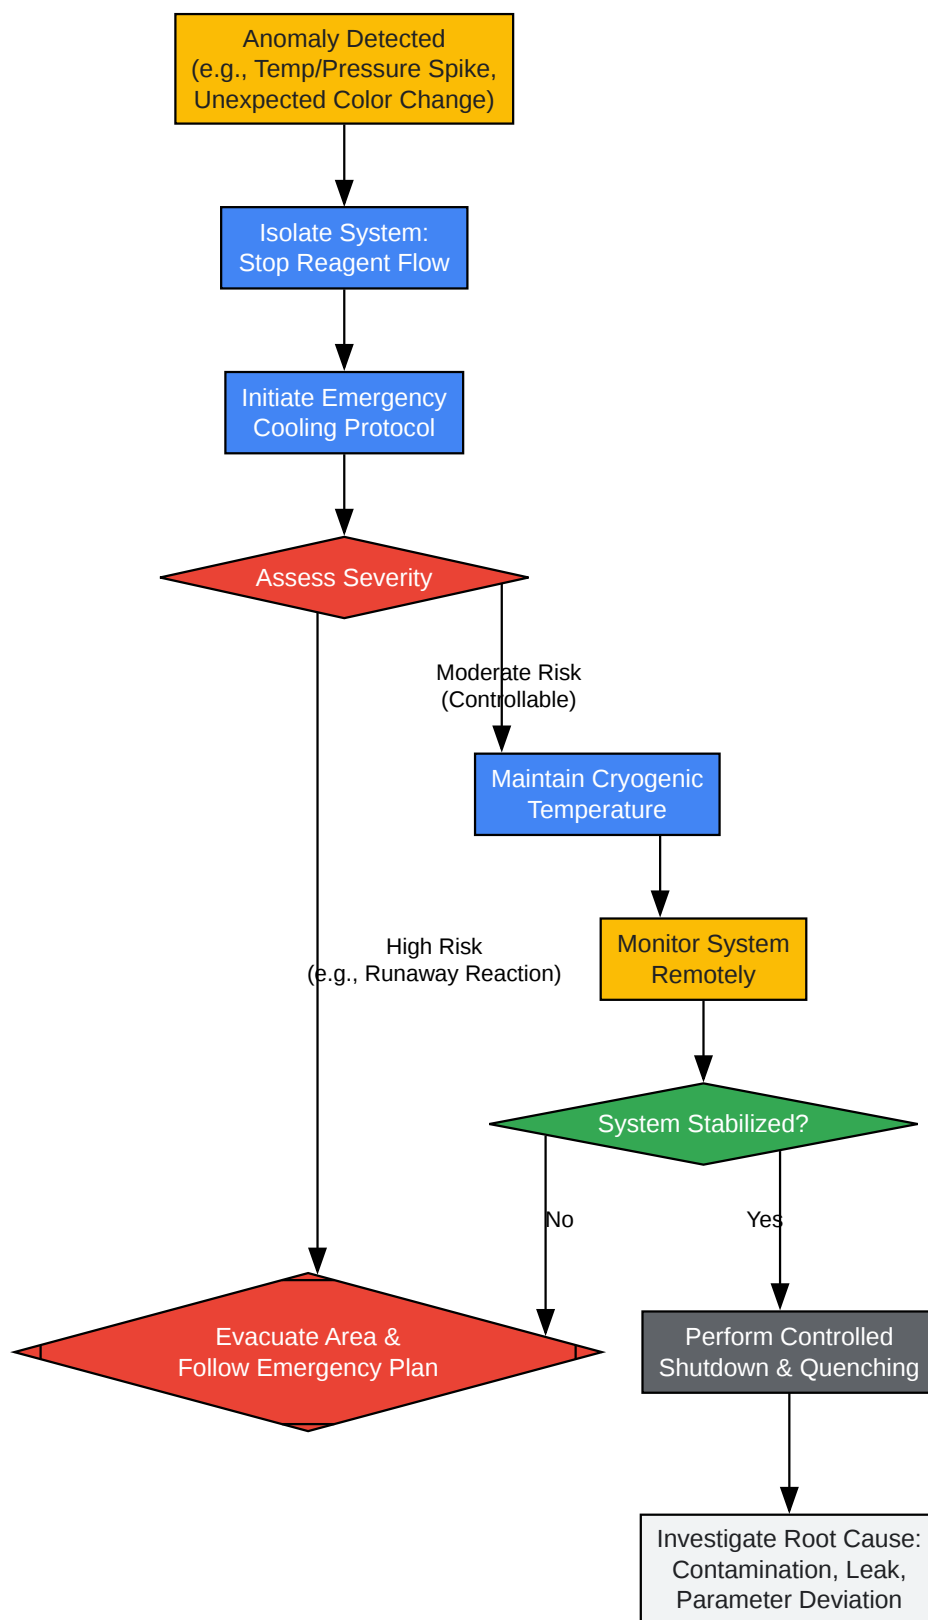 Anomaly Detected
(e.g., Temp/Pressure Spike,
Unexpected Color Change)
Isolate System:
Stop Reagent Flow
Initiate Emergency
Cooling Protocol
Assess Severity
Moderate Risk
(Controllable)
Maintain Cryogenic
Temperature
High Risk
(e.g., Runaway Reaction)
Monitor System
Remotely
System Stabilized?
No
Yes
Evacuate Area &
Follow Emergency Plan
Perform Controlled
Shutdown & Quenching
Investigate Root Cause:
Contamination, Leak,
Parameter Deviation